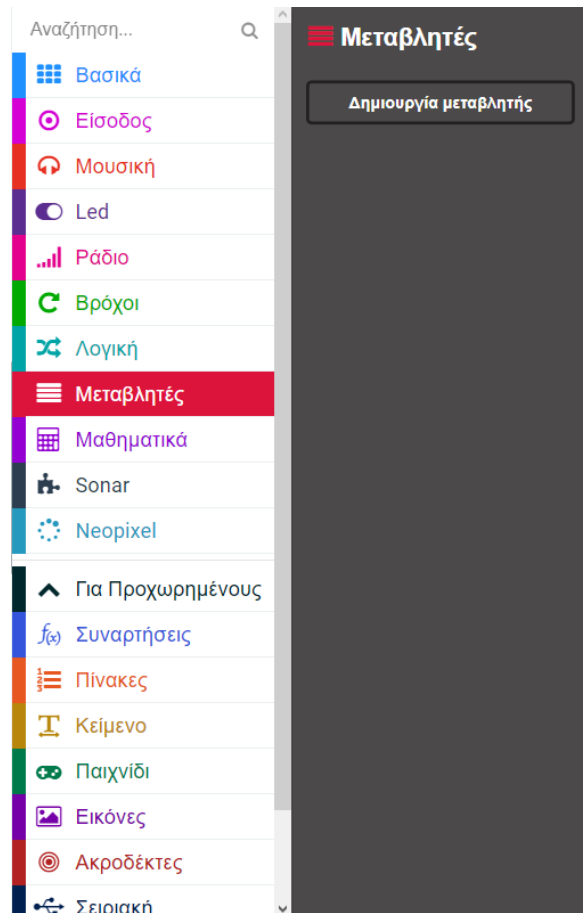 Αναζήτηση...
Βασικά
Είσοδος
Μουσική
Led
Ράδιο
Βρόχοι
Λογική
Μεταβλητές
Μαθηματικά
Sonar
Neopixel
Για Προχωρημένους
f(x) Συναρτήσεις
Πίνακες
Κείμενο
Παιχνίδι
Εικόνες
Ακροδέκτες
Σειριακή
Μεταβλητές
Δημιουργία μεταβλητής